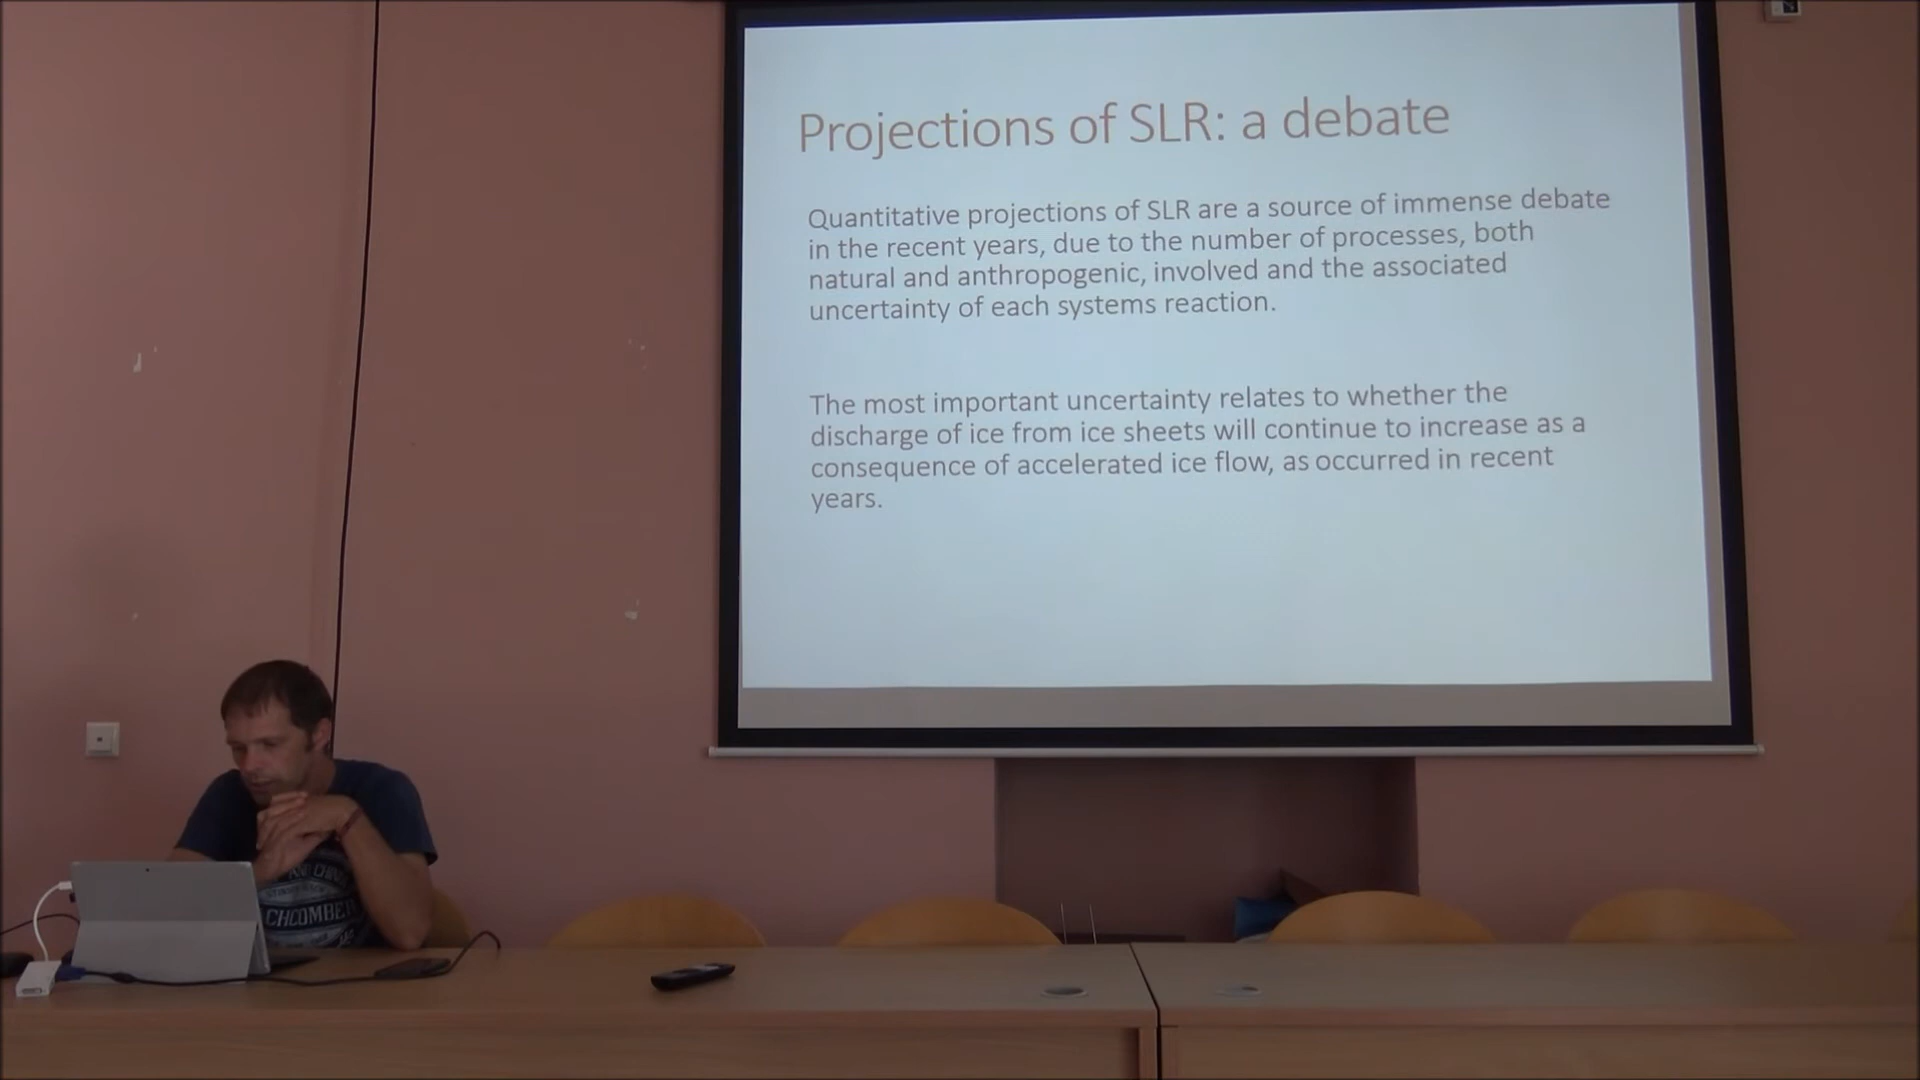 Projections of SLR: a debate
Quantitative projections of SLR are a source of immense debate
in the recent years, due to the number of processes, both
natural and anthropogenic, involved and the associated
uncertainty of each systems reaction.
The most important uncertainty relates to whether the
discharge of ice from ice sheets will continue to increase as a
consequence of accelerated ice flow, as occurred in recent
years.
CHCOMBE